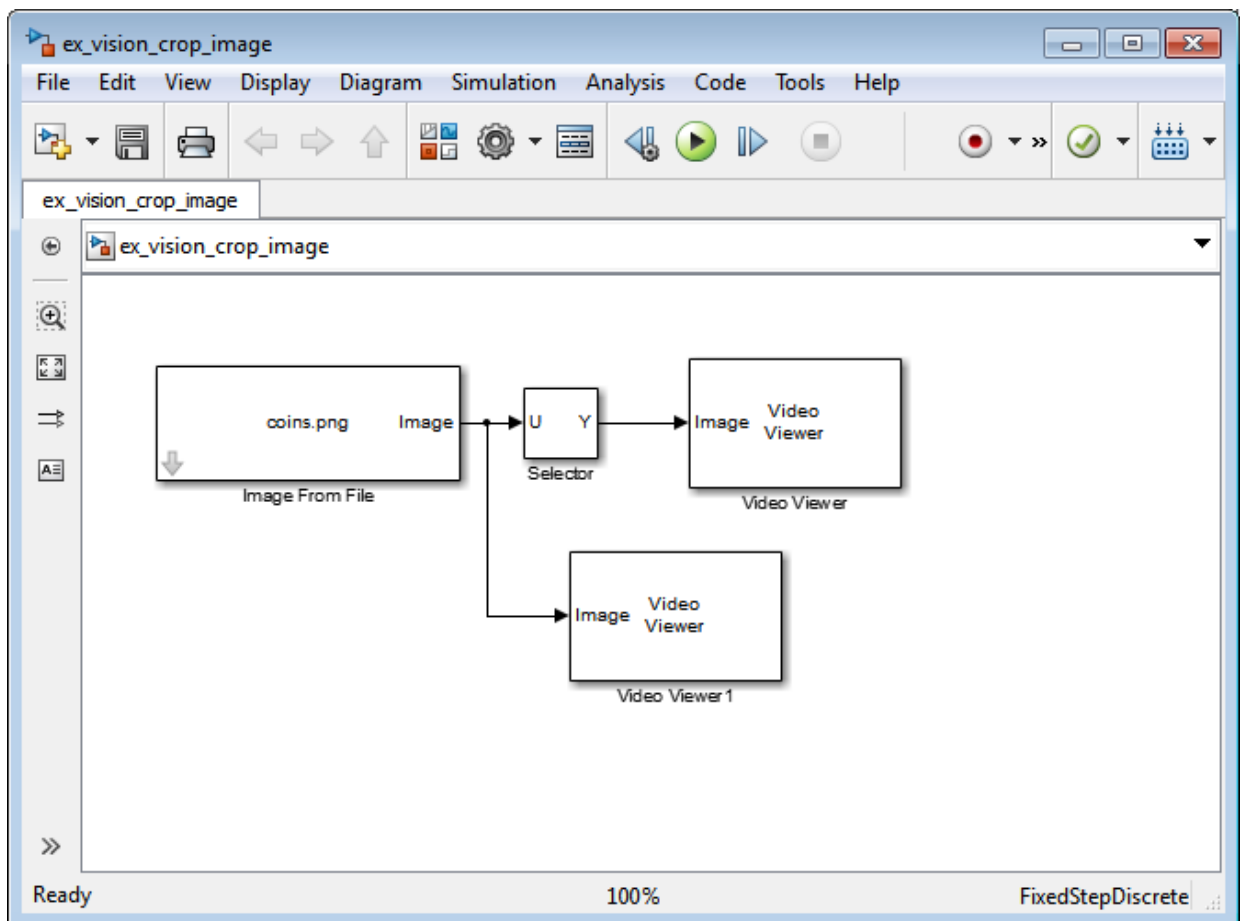 ex_vision_crop_image
File Edit View Display Diagram Simulation Analysis Code Tools Help
ex_vision_crop_image
ex_vision_crop_image
coins.png Image
Image From File
U Y
Selector
Image Video
Viewer
Video Viewer
Image Video
Viewer
Video Viewer1
Ready 100% FixedStepDiscrete